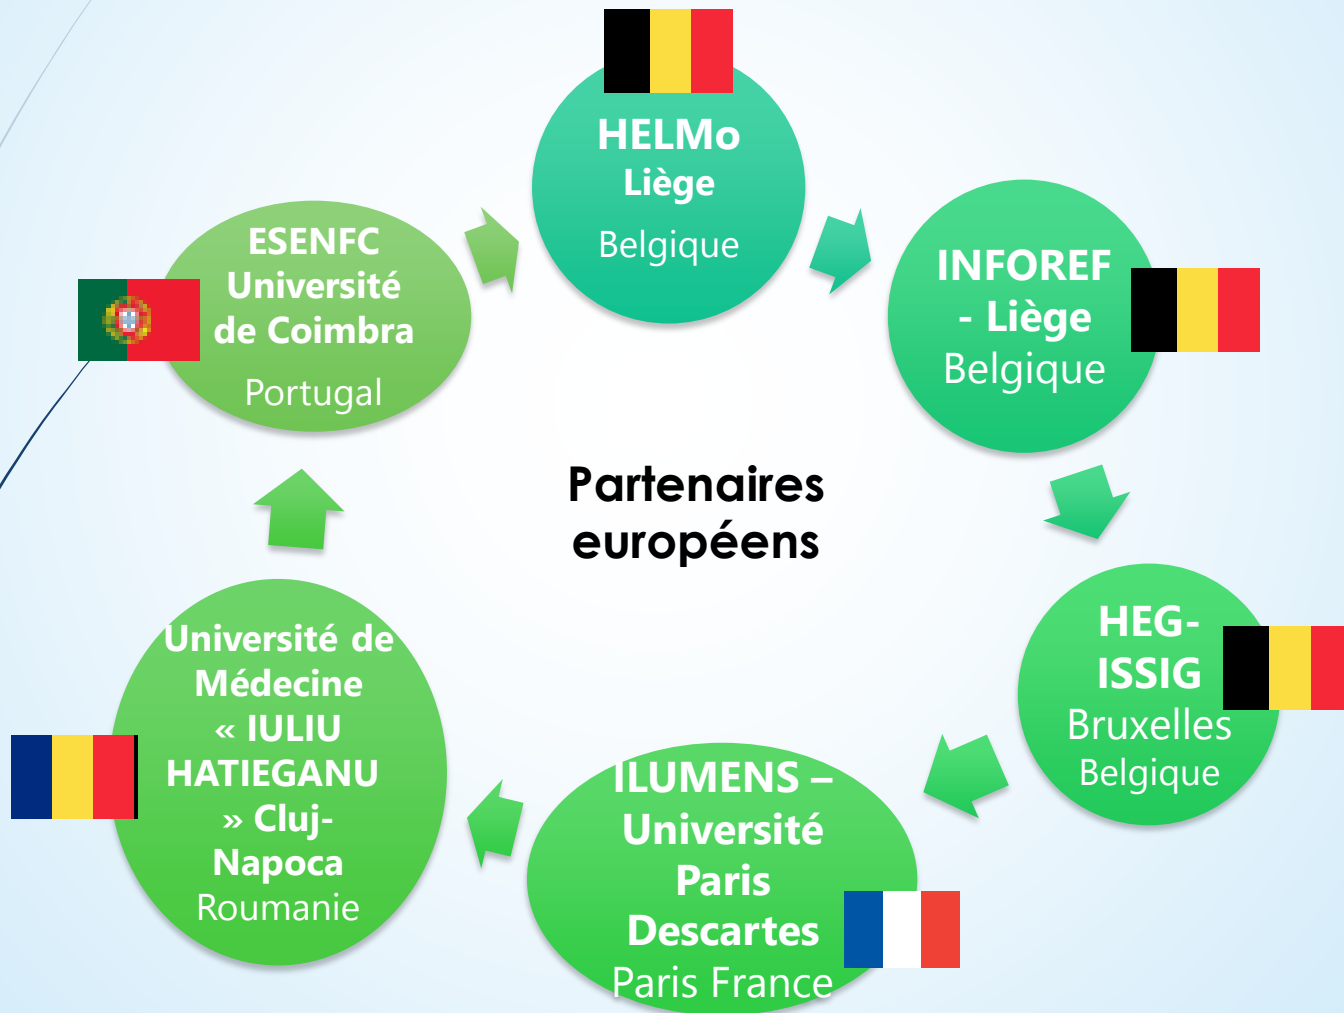 HELMo
Liège
Belgique
INFOREF
- Liège
Belgique
HEG-
ISSIG
Bruxelles
Belgique
ILUMENS –
Université
Paris
Descartes
Paris France
Université de
Médecine
« IULIU
HATIEGANU
» Cluj-
Napoca
Roumanie
ESENFC
Université
de Coimbra
Portugal
Partenaires
européens